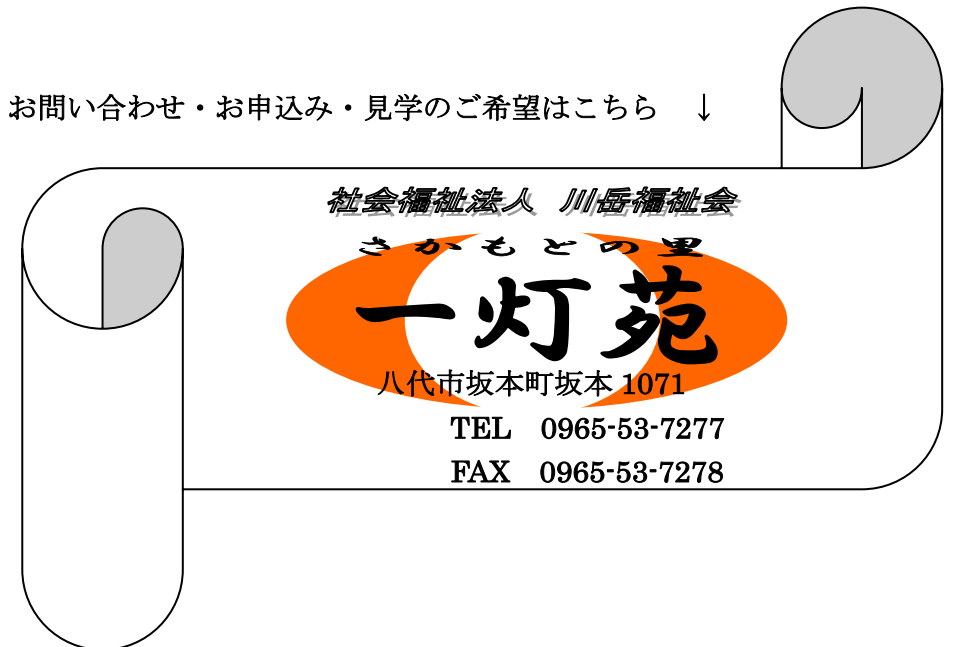 お問い合わせ・お申込み・見学のご希望はこちら　↓
社会福祉法人　川岳福祉会
さかもとの里
一灯苑
八代市坂本町坂本 1071
TEL　0965-53-7277
FAX　0965-53-7278